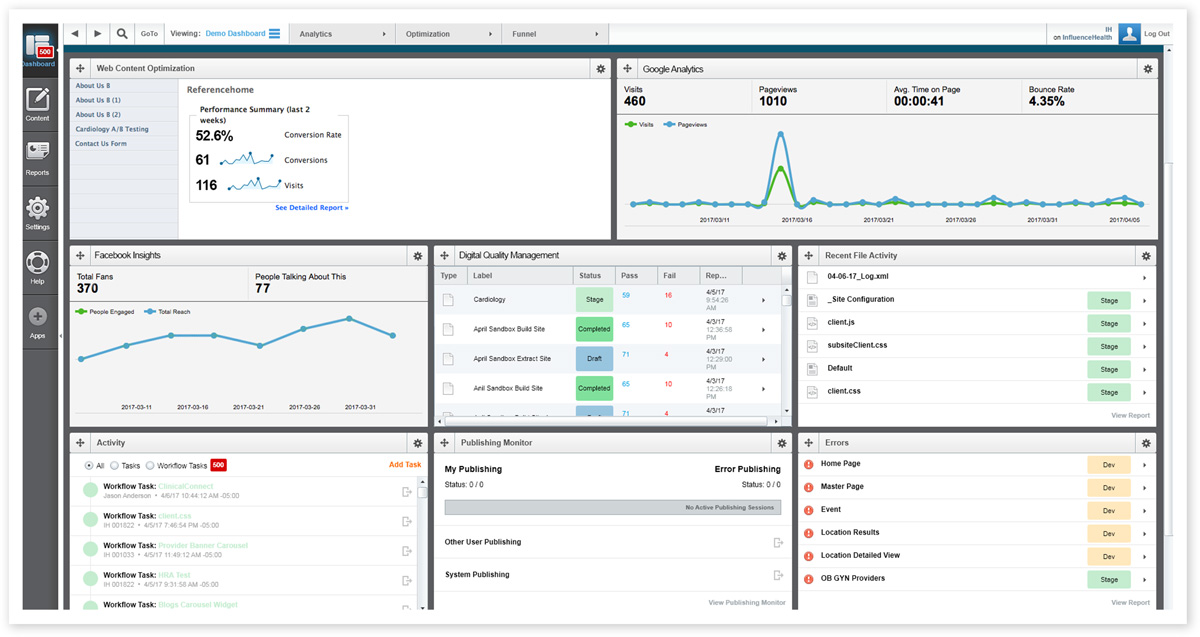 GoTo
Viewing: Demo Dashboard
Analytics
Optimization
Funnel
IH
on InfluenceHealth
Log Out
500
Dashboard
Content
Reports
Settings
Help
Apps
Web Content Optimization
About Us B
About Us B (1)
About Us B (2)
Cardiology A/B Testing
Contact Us Form
Referencehome
Performance Summary (last 2
weeks)
52.6% Conversion Rate
61 Conversions
116 Visits
See Detailed Report »
Google Analytics
Visits Pageviews Avg. Time on Page Bounce Rate
460 1010 00:00:41 4.35%
Visits Pageviews
2017/03/11 2017/03/16 2017/03/21 2017/03/26 2017/03/31 2017/04/05
Facebook Insights
Total Fans People Talking About This
370 77
People Engaged Total Reach
2017-03-11 2017-03-16 2017-03-21 2017-03-26 2017-03-31
Digital Quality Management
Type Label Status Pass Fail Rep...
Cardiology Stage 59 16 4/5/17
9:54:26
AM
April Sandbox Build Site Completed 65 10 4/3/17
12:36:58
PM
April Sandbox Extract Site Draft 71 4 4/3/17
12:29:00
PM
Anil Sandbox Build Site Completed 65 10 4/3/17
12:26:18
PM
71 4 4/3/17
Recent File Activity
04-06-17_Log.xml
_Site Configuration Stage
client.js Stage
subsiteClient.css Stage
Default Stage
client.css Stage
View Report
Activity
All Tasks Workflow Tasks 500 Add Task
Workflow Task: ClinicalConnect
Jason Anderson • 4/6/17 10:44:12 AM -05:00
Workflow Task: client.css
IH 001822 • 4/5/17 7:46:54 PM -05:00
Workflow Task: Provider Banner Carousel
IH 001033 • 4/5/17 11:49:12 AM -05:00
Workflow Task: HRA Test
IH 001822 • 4/5/17 9:31:58 AM -05:00
Workflow Task: Blogs Carousel Widget
Publishing Monitor
My Publishing Error Publishing
Status: 0 / 0 Status: 0 / 0
No Active Publishing Sessions
Other User Publishing
System Publishing
View Publishing Monitor
Errors
Home Page Dev
Master Page Dev
Event Dev
Location Results Dev
Location Detailed View Dev
OB GYN Providers Stage
View Report